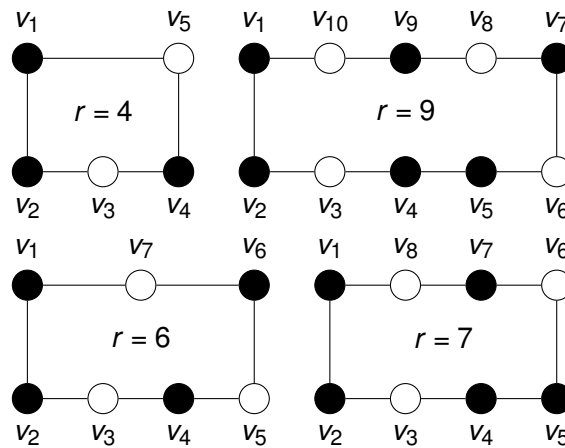 v1 v5 v1 v10 v9 v8 v7
r = 4 r = 9
v2 v3 v4 v2 v3 v4 v5 v6
v1 v7 v6 v1 v8 v7 v6
r = 6 r = 7
v2 v3 v4 v5 v2 v3 v4 v5